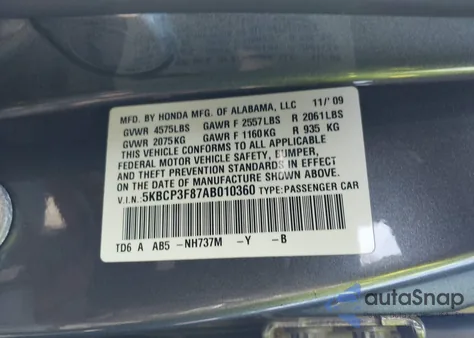 MFD. BY HONDA MFG. OF ALABAMA, LLC 11/'09
GVWR 4575LBS GAWR F 2557LBS R 2061LBS
GVWR 2075KG GAWR F 1160KG R 935 KG
THIS VEHICLE CONFORMS TO ALL APPLICABLE
FEDERAL MOTOR VEHICLE SAFETY, BUMPER,
AND THEFT PREVENTION STANDARDS IN EFFECT
ON THE DATE OF MANUFACTURE SHOWN ABOVE.
V.I.N. 5KBCP3F87AB010360 TYPE:PASSENGER CAR
TD6 A AB5 -NH737M -Y -B
autoSnap